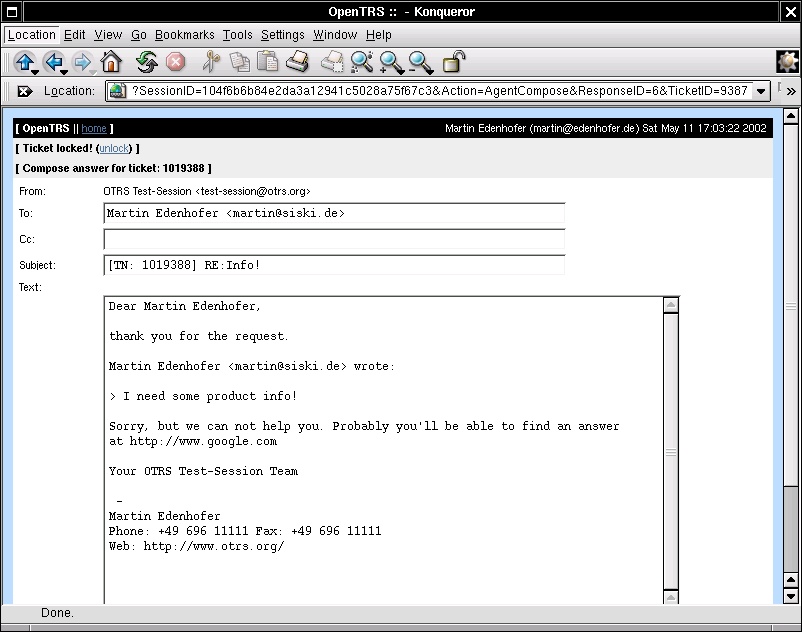 OpenTRS :: - Konqueror
Location Edit View Go Bookmarks Tools Settings Window Help
Location: ?SessionID=104f6b6b84e2da3a12941c5028a75f67c3&Action=AgentCompose&ResponseID=6&TicketID=9387
[ OpenTRS || home ] Martin Edenhofer (martin@edenhofer.de) Sat May 11 17:03:22 2002
[ Ticket locked! (unlock) ]
[ Compose answer for ticket: 1019388 ]
From: OTRS Test-Session <test-session@otrs.org>
To: Martin Edenhofer <martin@siski.de>
Cc:
Subject: [TN: 1019388] RE:Info!
Text:
Dear Martin Edenhofer,
thank you for the request.
Martin Edenhofer <martin@siski.de> wrote:
> I need some product info!
Sorry, but we can not help you. Probably you'll be able to find an answer
at http://www.google.com
Your OTRS Test-Session Team
-
Martin Edenhofer
Phone: +49 696 11111 Fax: +49 696 11111
Web: http://www.otrs.org/
Done.